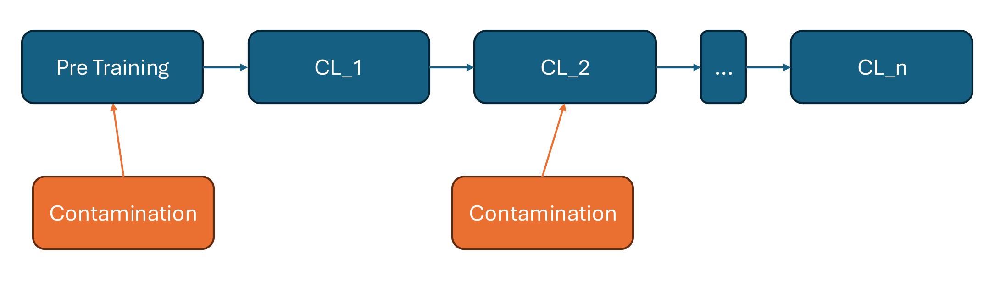 Pre Training
CL_1
CL_2
...
CL_n
Contamination
Contamination